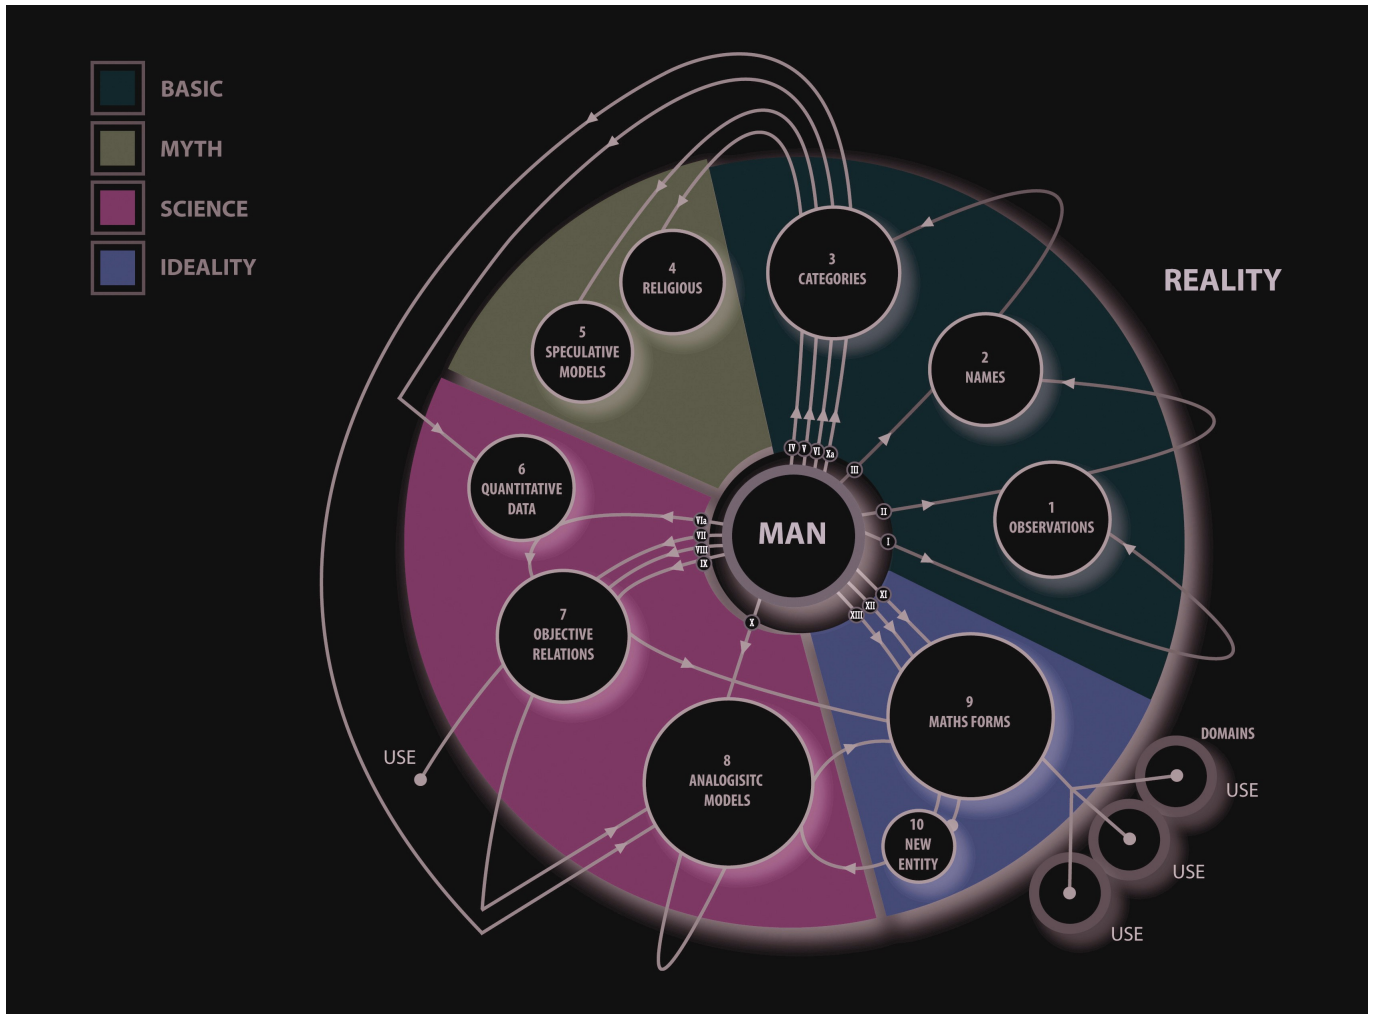 BASIC
MYTH
SCIENCE
IDEALITY
REALITY
3
CATEGORIES
4
RELIGIOUS
5
SPECULATIVE
MODELS
2
NAMES
1
OBSERVATIONS
6
QUANTITATIVE
DATA
MAN
IV
V
VI
Xa
III
II
I
VIa
VII
VIII
IX
X
XI
XII
XIII
7
OBJECTIVE
RELATIONS
8
ANALOGISITC
MODELS
9
MATHS FORMS
10
NEW
ENTITY
USE
DOMAINS
USE
USE
USE